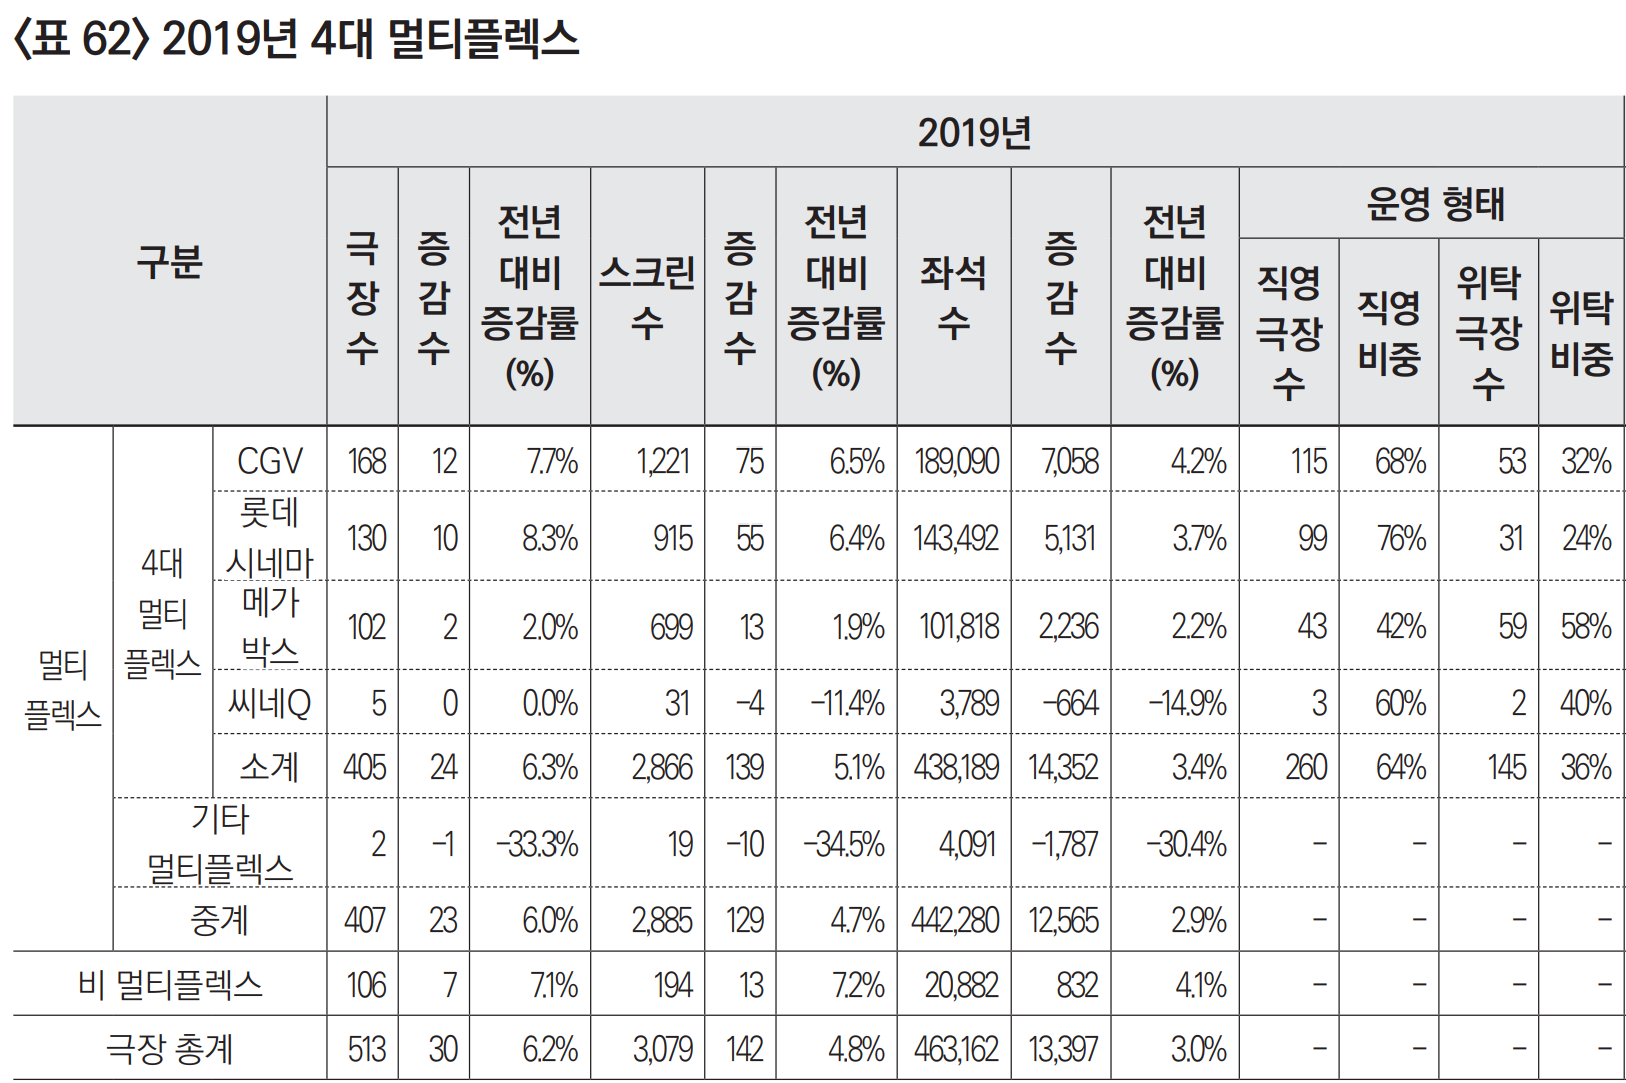 〈표 62〉 2019년 4대 멀티플렉스
구분 2019년
극장수 증감수 전년대비증감률(%) 스크린수 증감수 전년대비증감률(%) 좌석수 증감수 전년대비증감률(%) 운영 형태
직영극장수 직영비중 위탁극장수 위탁비중
멀티플렉스 4대멀티플렉스 CGV 168 12 7.7% 1,221 75 6.5% 189,090 7,058 4.2% 115 68% 53 32%
롯데시네마 130 10 8.3% 915 55 6.4% 143,492 5,131 3.7% 99 76% 31 24%
메가박스 102 2 2.0% 699 13 1.9% 101,818 2,236 2.2% 43 42% 59 58%
씨네Q 5 0 0.0% 31 –4 –11.4% 3,789 –664 –14.9% 3 60% 2 40%
소계 405 24 6.3% 2,866 139 5.1% 438,189 14,352 3.4% 260 64% 145 36%
기타멀티플렉스 2 –1 –33.3% 19 –10 –34.5% 4,091 –1,787 –30.4% – – – –
중계 407 23 6.0% 2,885 129 4.7% 442,280 12,565 2.9% – – – –
비 멀티플렉스 106 7 7.1% 194 13 7.2% 20,882 832 4.1% – – – –
극장 총계 513 30 6.2% 3,079 142 4.8% 463,162 13,397 3.0% – – – –